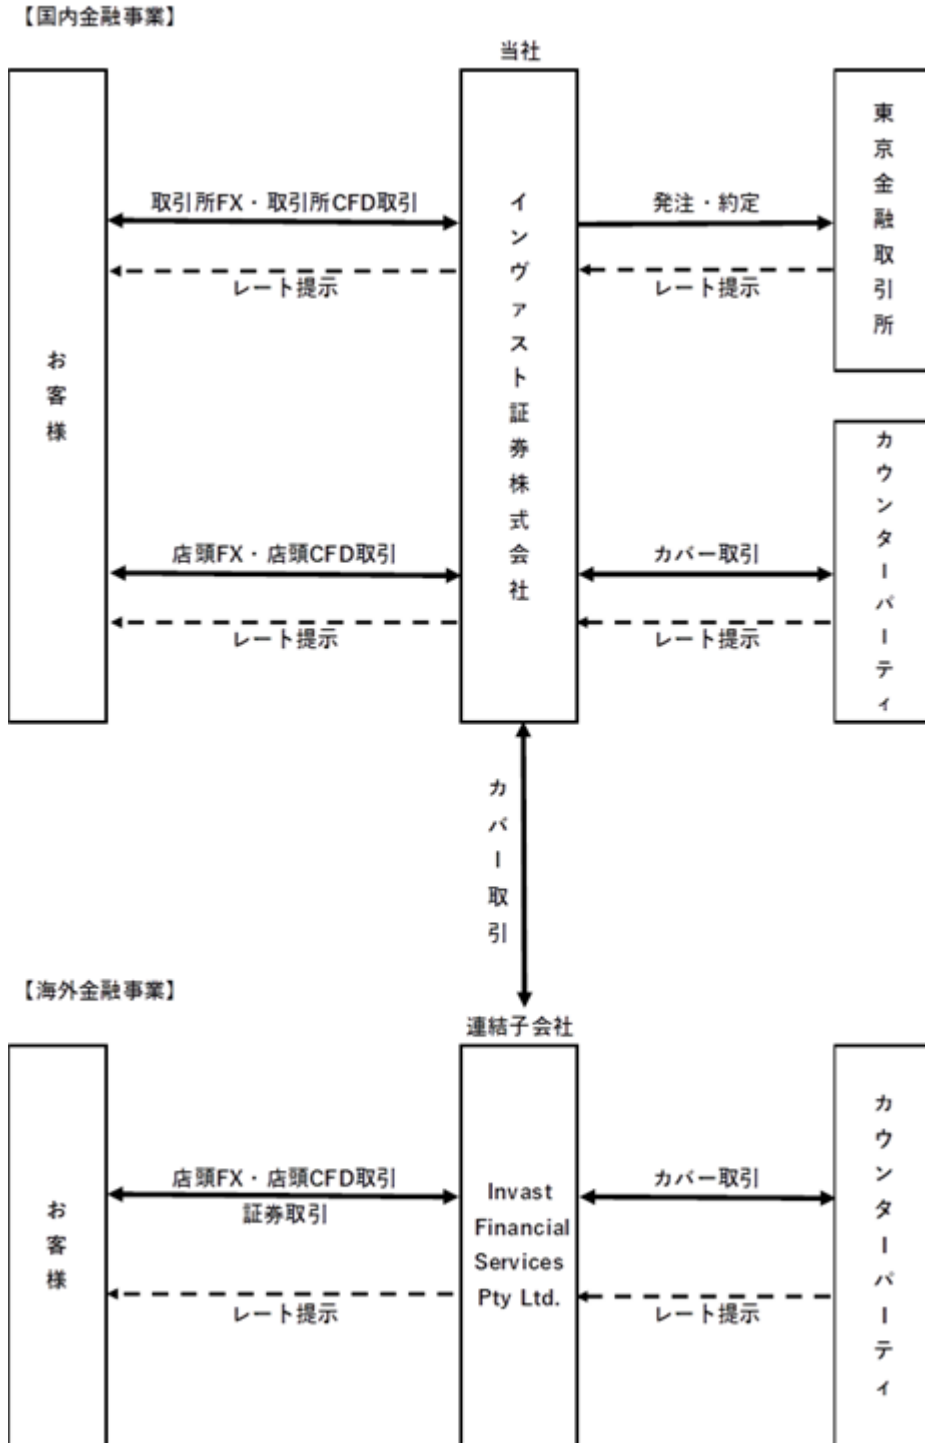 【国内金融事業】
当社
お客様
取引所FX・取引所CFD取引
レート提示
インヴァスト証券株式会社
発注・約定
レート提示
東京金融取引所
店頭FX・店頭CFD取引
レート提示
カバー取引
レート提示
カウンターパーティ
カバー取引
【海外金融事業】
連結子会社
お客様
店頭FX・店頭CFD取引
証券取引
レート提示
Invast
Financial
Services
Pty Ltd.
カバー取引
レート提示
カウンターパーティ